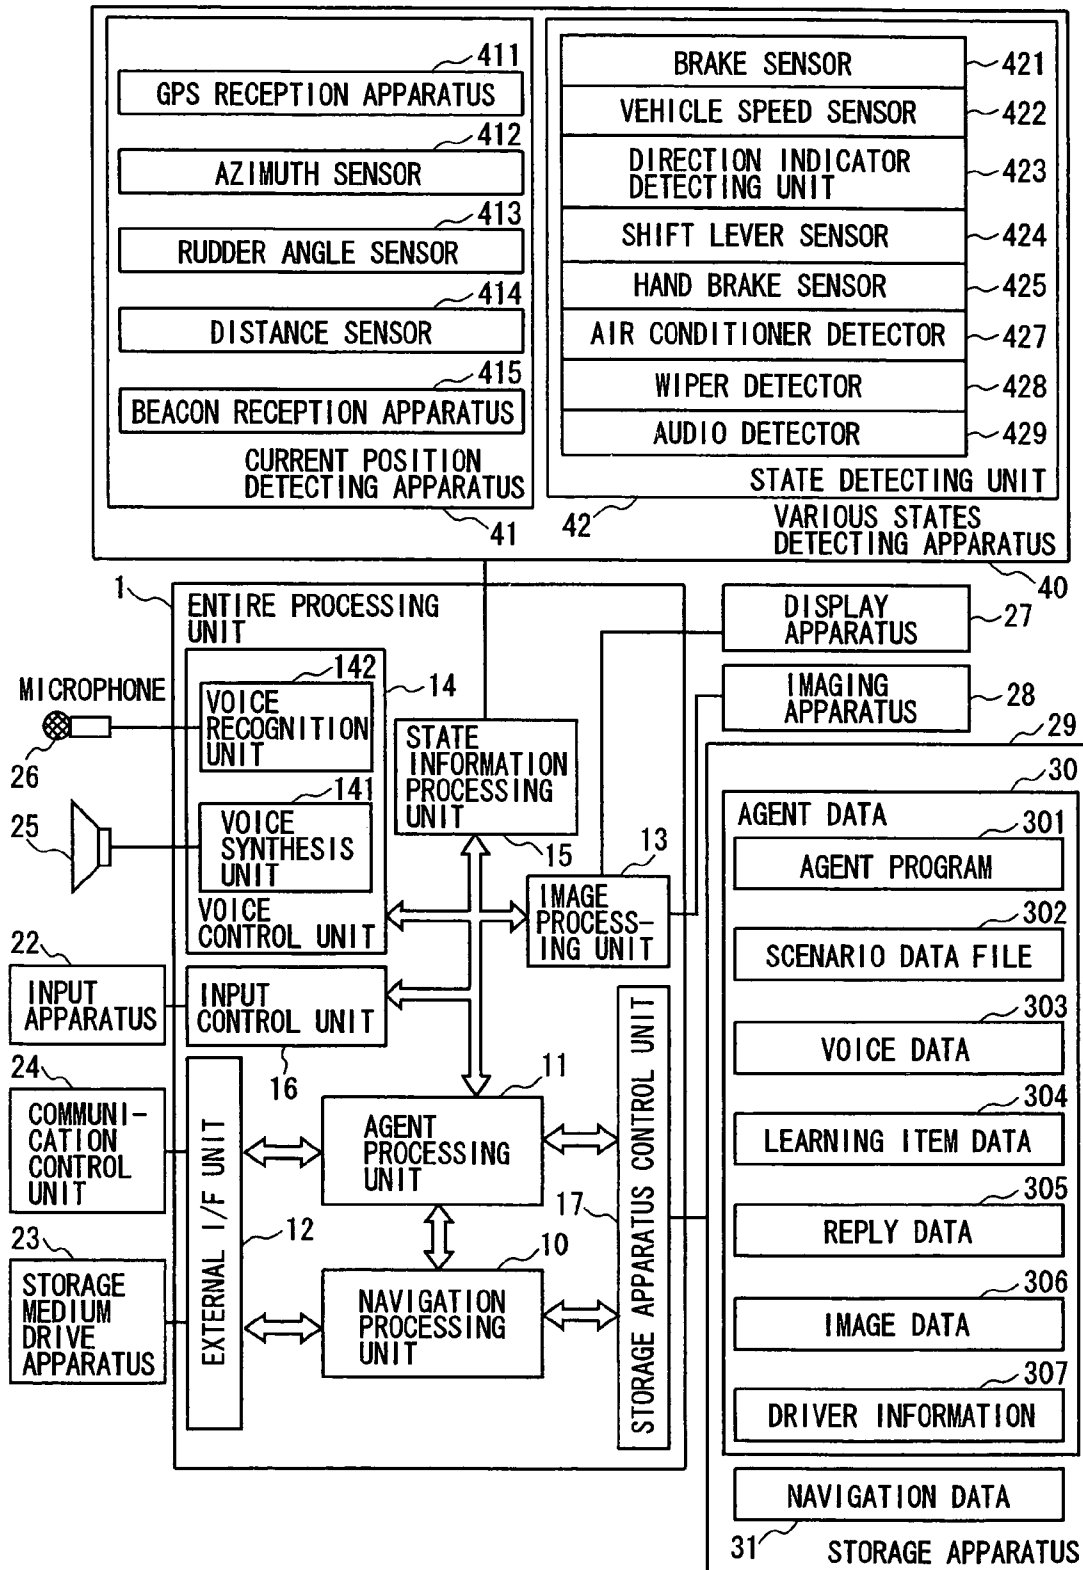 411
GPS RECEPTION APPARATUS
412
AZIMUTH SENSOR
413
RUDDER ANGLE SENSOR
414
DISTANCE SENSOR
415
BEACON RECEPTION APPARATUS
CURRENT POSITION
DETECTING APPARATUS
41
BRAKE SENSOR
421
VEHICLE SPEED SENSOR
422
DIRECTION INDICATOR
DETECTING UNIT
423
SHIFT LEVER SENSOR
424
HAND BRAKE SENSOR
425
AIR CONDITIONER DETECTOR
427
WIPER DETECTOR
428
AUDIO DETECTOR
429
STATE DETECTING UNIT
42
VARIOUS STATES
DETECTING APPARATUS
40
1
ENTIRE PROCESSING
UNIT
DISPLAY
APPARATUS
27
IMAGING
APPARATUS
28
MICROPHONE
26
142
VOICE
RECOGNITION
UNIT
14
141
VOICE
SYNTHESIS
UNIT
VOICE
CONTROL UNIT
25
STATE
INFORMATION
PROCESSING
UNIT
15
13
IMAGE
PROCESS-
ING UNIT
22
INPUT
APPARATUS
INPUT
CONTROL UNIT
16
24
COMMUNI-
CATION
CONTROL
UNIT
23
STORAGE
MEDIUM
DRIVE
APPARATUS
EXTERNAL I/F UNIT
12
11
AGENT
PROCESSING
UNIT
10
NAVIGATION
PROCESSING
UNIT
17
STORAGE APPARATUS CONTROL UNIT
29
30
AGENT DATA
301
AGENT PROGRAM
302
SCENARIO DATA FILE
303
VOICE DATA
304
LEARNING ITEM DATA
305
REPLY DATA
306
IMAGE DATA
307
DRIVER INFORMATION
NAVIGATION DATA
31
STORAGE APPARATUS